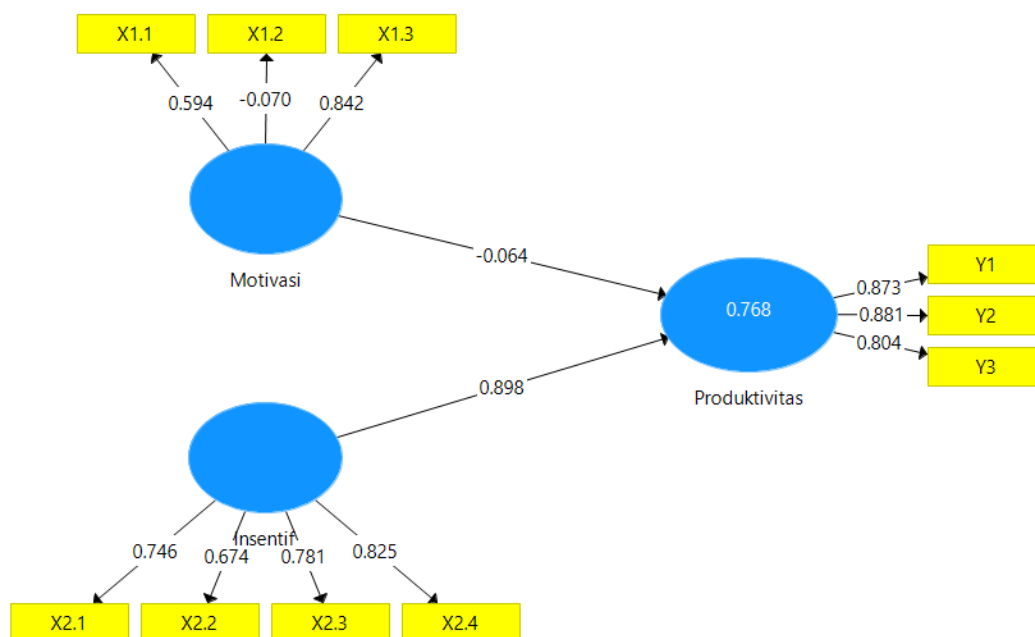 X1.1 X1.2 X1.3
0.594 -0.070 0.842
Motivasi
-0.064
0.768
Produktivitas
0.873 Y1
0.881 Y2
0.804 Y3
0.898
Insentif
0.746 0.674 0.781 0.825
X2.1 X2.2 X2.3 X2.4